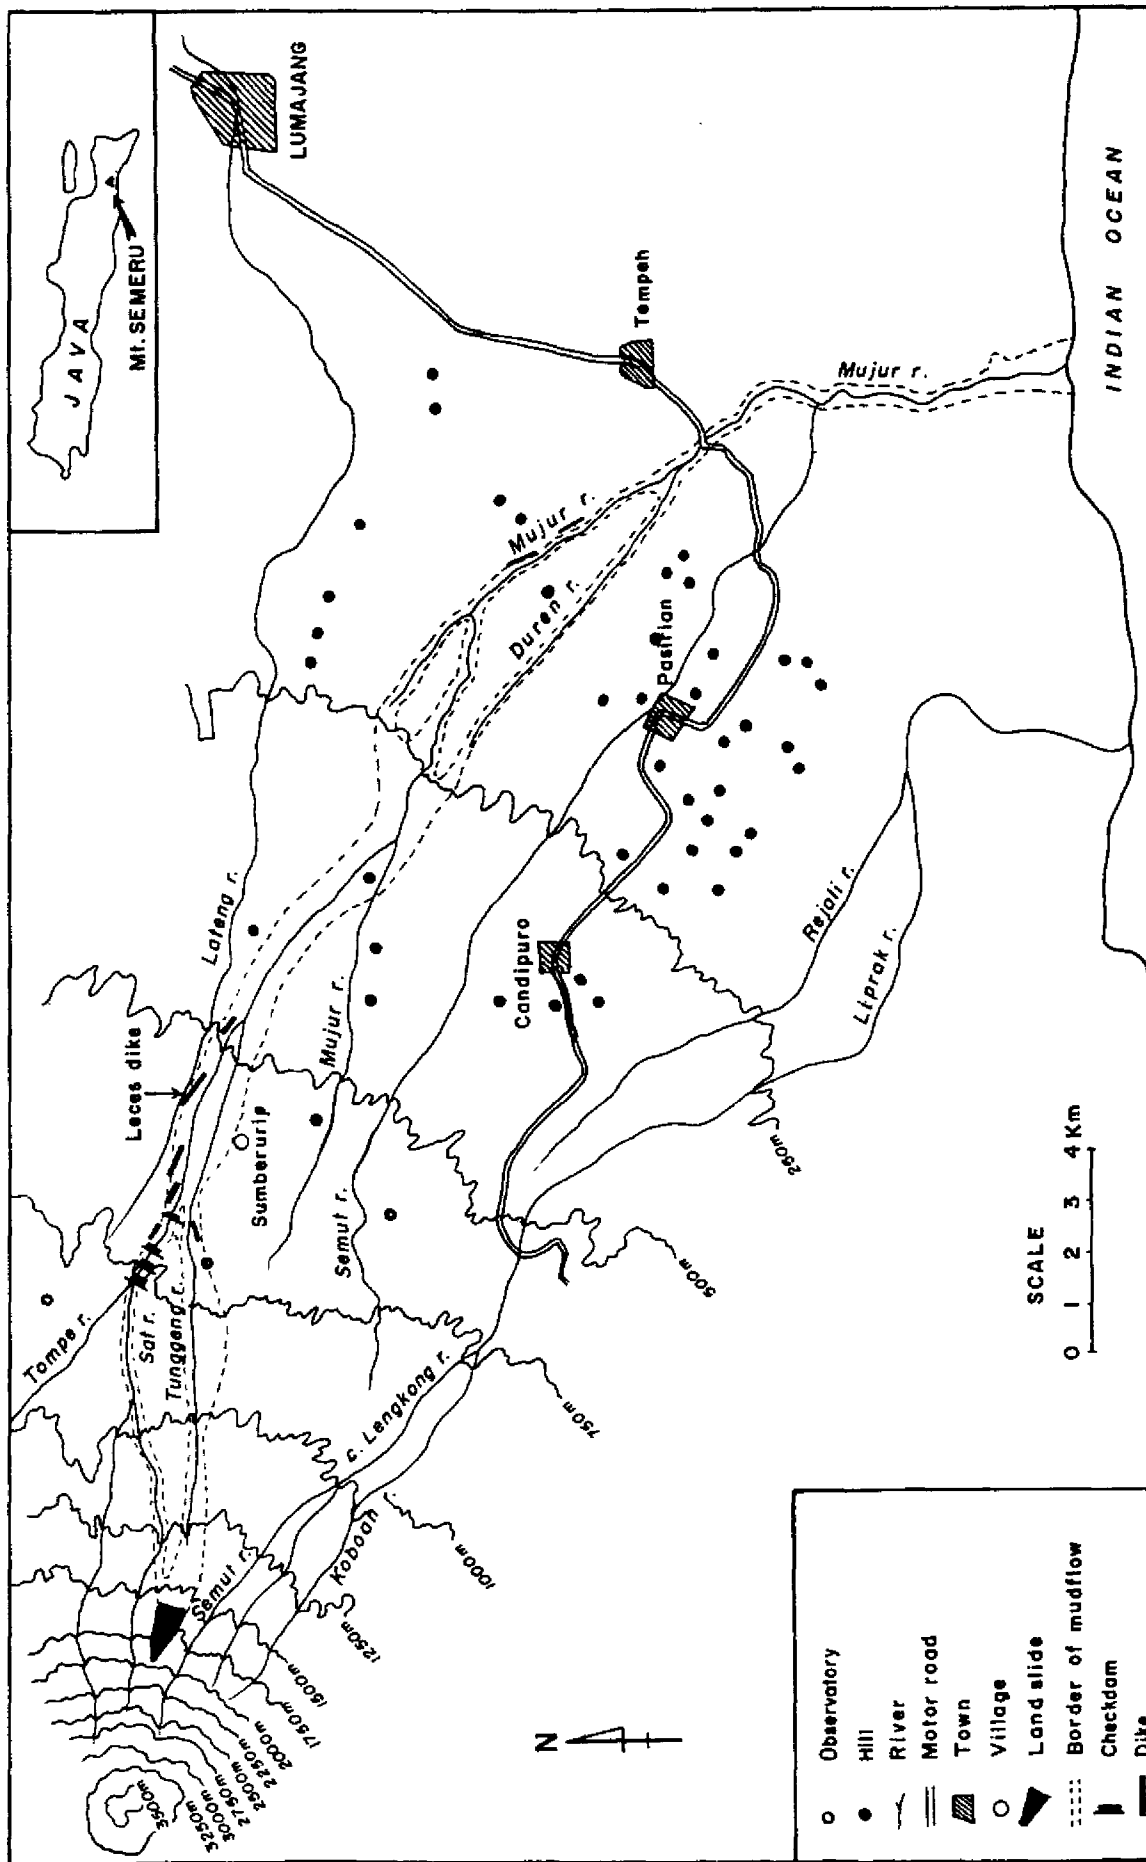 JAVA
Mt. SEMERU
LUMAJANG
Tempeh
Mujur r.
INDIAN OCEAN
Mujur r.
Duren r.
Pasirian
Lateng r.
Leces dike
Candipuro
Mujur r.
Rejali r.
Liprak r.
Sumberurip
Semut r.
Tompe r.
Sat r.
Tunggeng r.
B. Lengkong r.
Semut r.
Koboan
250m
500m
750m
1000m
1250m
1500m
1750m
2000m
2250m
2500m
2750m
3000m
3250m
3500m
SCALE
0 1 2 3 4 Km
N
Observatory
Hill
River
Motor road
Town
Village
Land slide
Border of mudflow
Checkdam
Dike